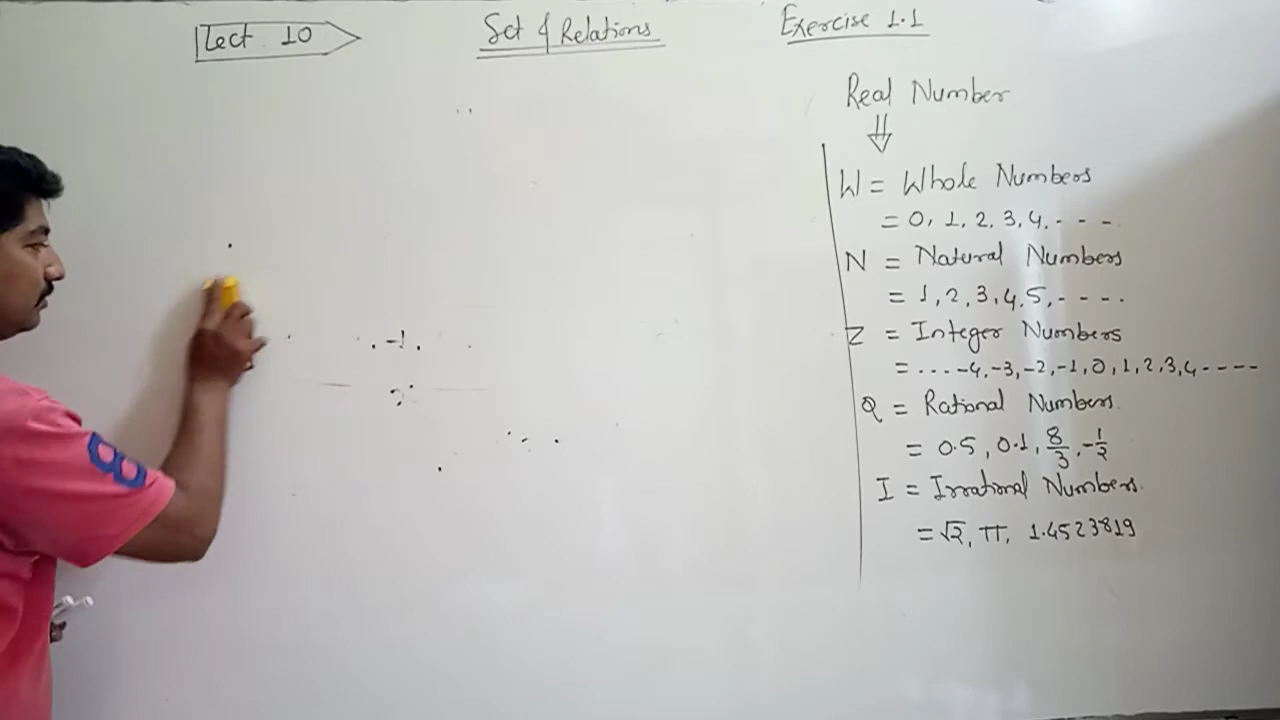 Lect. 10
Set & Relations
Exercise 1.1
Real Number
⇓
W = Whole Numbers
= 0, 1, 2, 3, 4, - - -
N = Natural Numbers
= 1, 2, 3, 4, 5, - - - .
Z = Integer Numbers
= .... -4, -3, -2, -1, 0, 1, 2, 3, 4 - - - -
Q = Rational Numbers.
= 0.5, 0.1, 8/3, -1/2
I = Irrational Numbers.
= √2, π, 1.4523819
-1
8